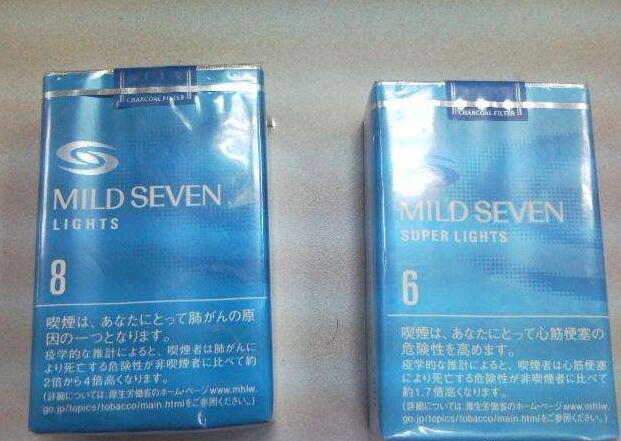 CHARCOAL FILTER
MILD SEVEN
LIGHTS
8
喫煙は、あなたにとって肺がんの原
因の一つとなります。
疫学的な推計によると、喫煙者は肺がんに
より死亡する危険性が非喫煙者に比べて約
2倍から4倍高くなります。
(詳細については、厚生労働省のホーム・ページwww.mhlw.
go.jp/topics/tobacco/main.htmlをご参照ください。)
CHARCOAL FILTER
MILD SEVEN
SUPER LIGHTS
6
喫煙は、あなたにとって心筋梗塞の
危険性を高めます。
疫学的な推計によると、喫煙者は心筋梗塞
により死亡する危険性が非喫煙者に比べて
約1.7倍高くなります。
(詳細については、厚生労働省のホーム・ページwww.mhlw.
go.jp/topics/tobacco/main.htmlをご参照ください。)